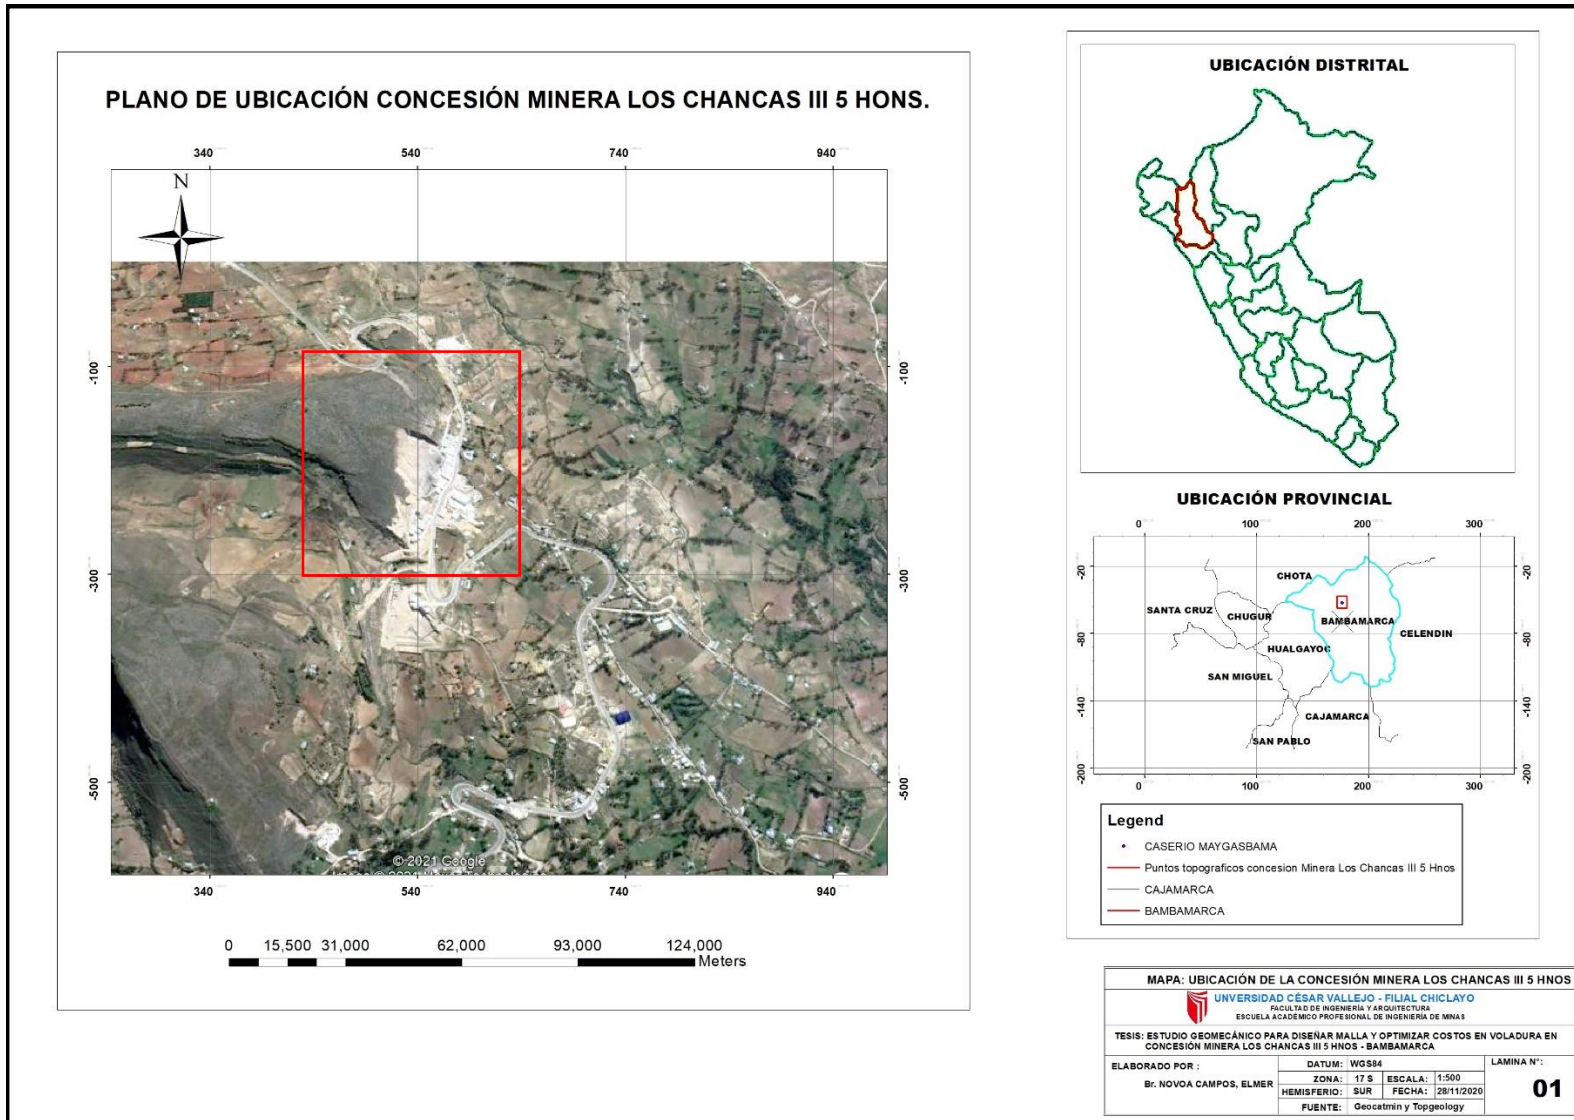 PLANO DE UBICACIÓN CONCESIÓN MINERA LOS CHANCAS III 5 HONS.
340 540 740 940
N
-100 -100
-300 -300
-500 -500
© 2021 Google
340 540 740 940
0 15,500 31,000 62,000 93,000 124,000
Meters
UBICACIÓN DISTRITAL
UBICACIÓN PROVINCIAL
0 100 200 300
-20 -20
CHOTA
SANTA CRUZ
CHUGUR
BAMBAMARCA
-80 CELENDIN -80
HUALGAYOC
SAN MIGUEL
-140 -140
CAJAMARCA
SAN PABLO
-200 -200
0 100 200 300
Legend
CASERIO MAYGASBAMA
Puntos topograficos concesion Minera Los Chancas III 5 Hnos
CAJAMARCA
BAMBAMARCA
MAPA: UBICACIÓN DE LA CONCESIÓN MINERA LOS CHANCAS III 5 HNOS
UNVERSIDAD CÉSAR VALLEJO - FILIAL CHICLAYO
FACULTAD DE INGENIERÍA Y ARQUITECTURA
ESCUELA ACADÉMICO PROFESIONAL DE INGENIERÍA DE MINAS
TESIS: ESTUDIO GEOMECÁNICO PARA DISEÑAR MALLA Y OPTIMIZAR COSTOS EN VOLADURA EN
CONCESIÓN MINERA LOS CHANCAS III 5 HNOS - BAMBAMARCA
ELABORADO POR :
Br. NOVOA CAMPOS, ELMER
DATUM: WGS84
ZONA: 17 S ESCALA: 1:500
HEMISFERIO: SUR FECHA: 28/11/2020
FUENTE: Geocatmin y Topgeology
LAMINA N°:
01